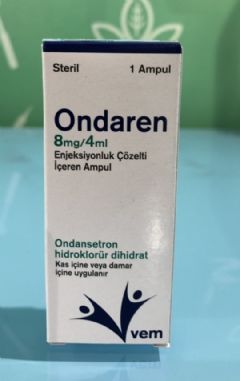 Steril 1 Ampul
Ondaren
8mg/4ml
Enjeksiyonluk Çözelti
İçeren Ampul
Ondansetron
hidroklorür dihidrat
Kas içine veya damar
içine uygulanır
vem